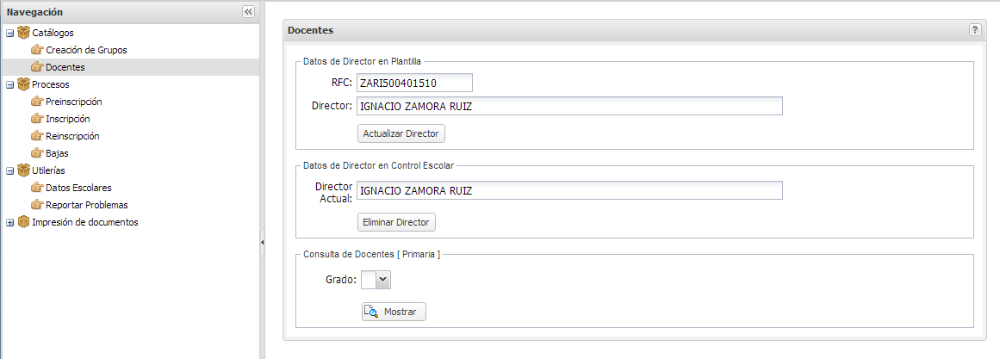 Navegación
Catálogos
Creación de Grupos
Docentes
Procesos
Preinscripción
Inscripción
Reinscripción
Bajas
Utilerías
Datos Escolares
Reportar Problemas
Impresión de documentos
Docentes
?
Datos de Director en Plantilla
RFC: ZARI500401510
Director: IGNACIO ZAMORA RUIZ
Actualizar Director
Datos de Director en Control Escolar
Director
Actual: IGNACIO ZAMORA RUIZ
Eliminar Director
Consulta de Docentes [ Primaria ]
Grado:
Mostrar